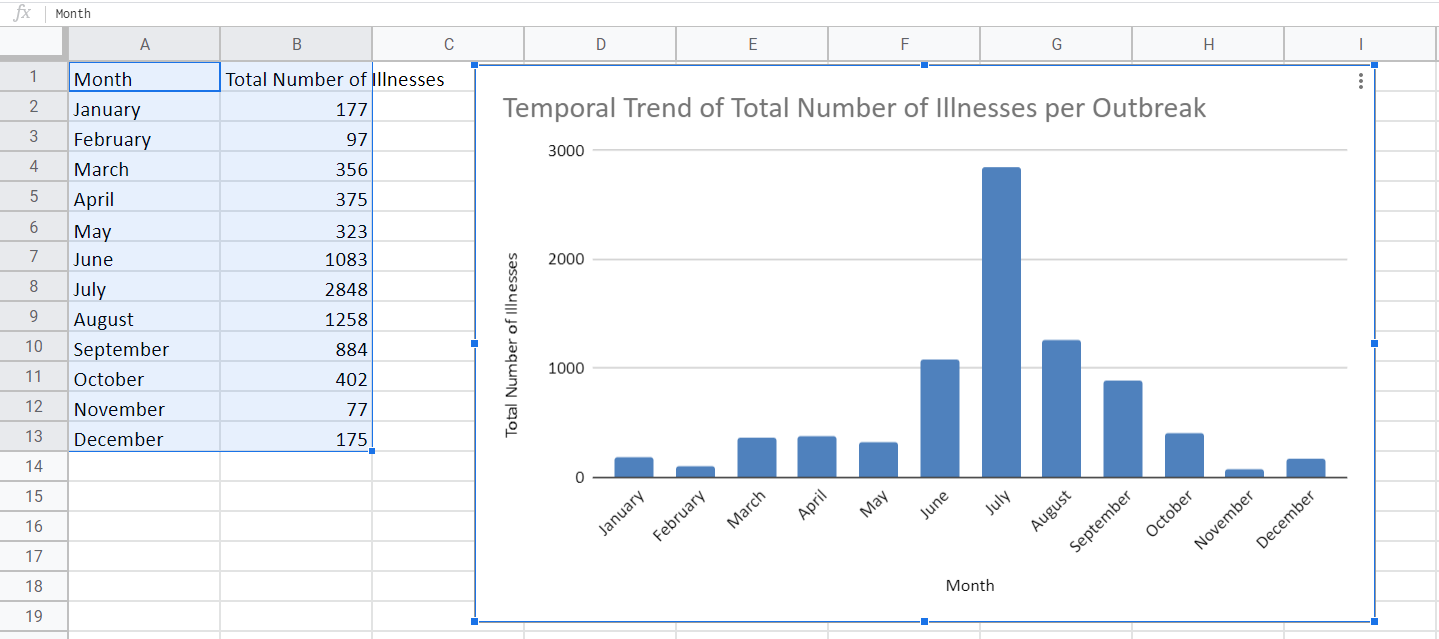 fx Month
A B C D E F G H I
1 Month Total Number of Illnesses
2 January 177
3 February 97
4 March 356
5 April 375
6 May 323
7 June 1083
8 July 2848
9 August 1258
10 September 884
11 October 402
12 November 77
13 December 175
14
15
16
17
18
19
Temporal Trend of Total Number of Illnesses per Outbreak
Total Number of Illnesses
3000
2000
1000
0
January February March April May June July August September October November December
Month